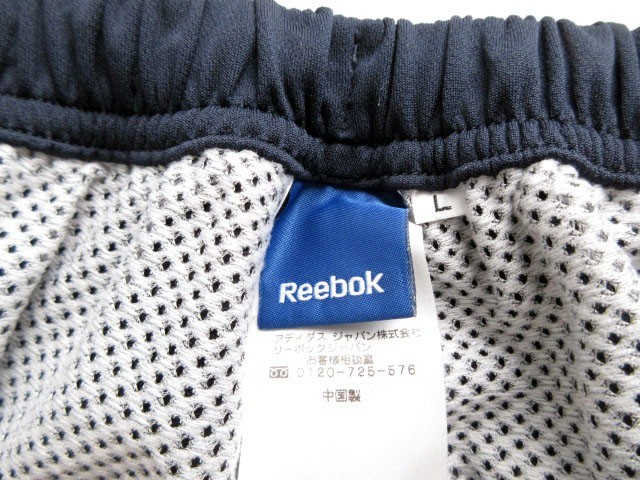 L
Reebok
アディダス ジャパン株式会社
リーボックジャパン
お客様相談室
0120-725-576
中国製